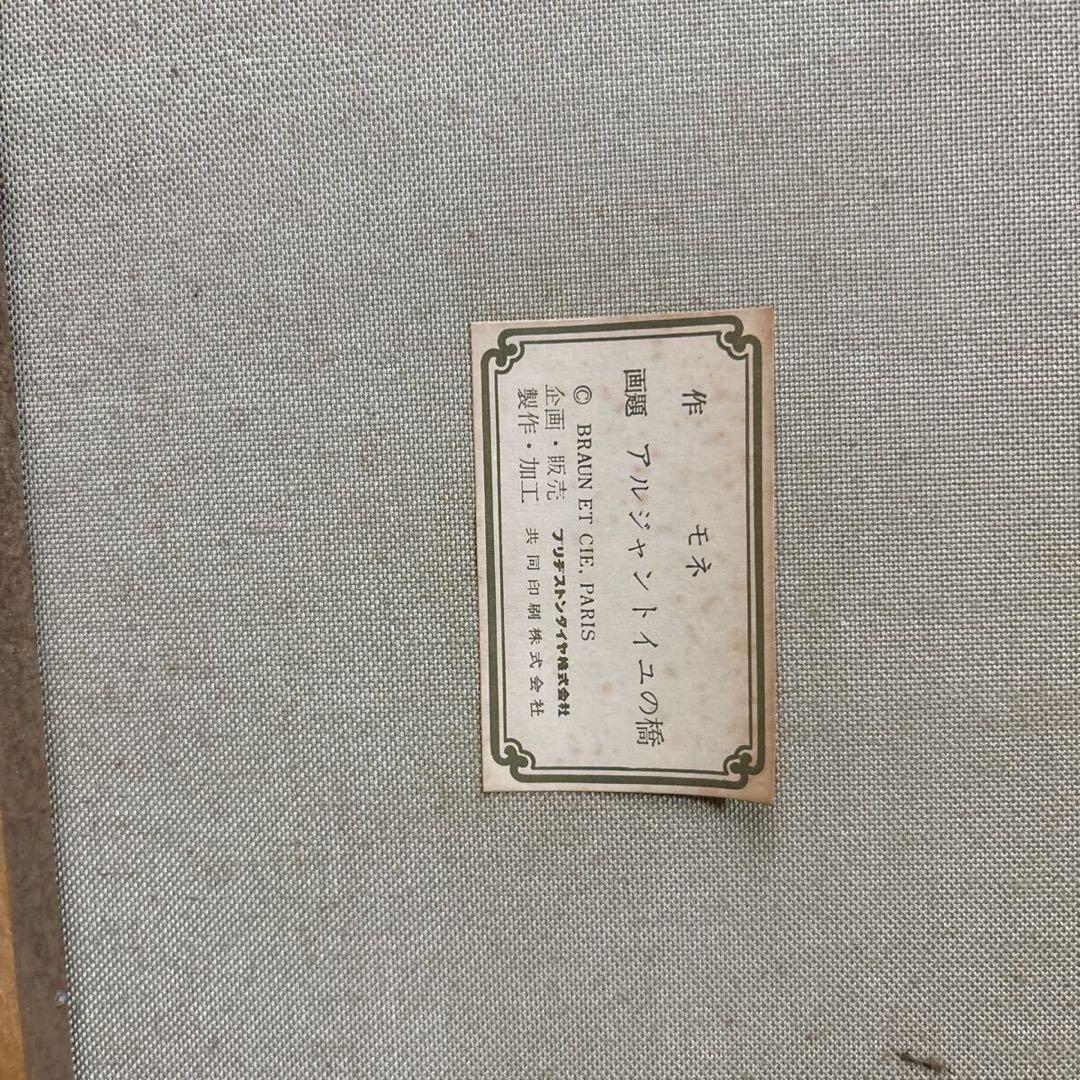 作 モネ
画題 アルジャントイユの橋
© BRAUN ET CIE, PARIS
企画・販売 ブリヂストンタイヤ株式会社
製作・加工 共同印刷株式会社